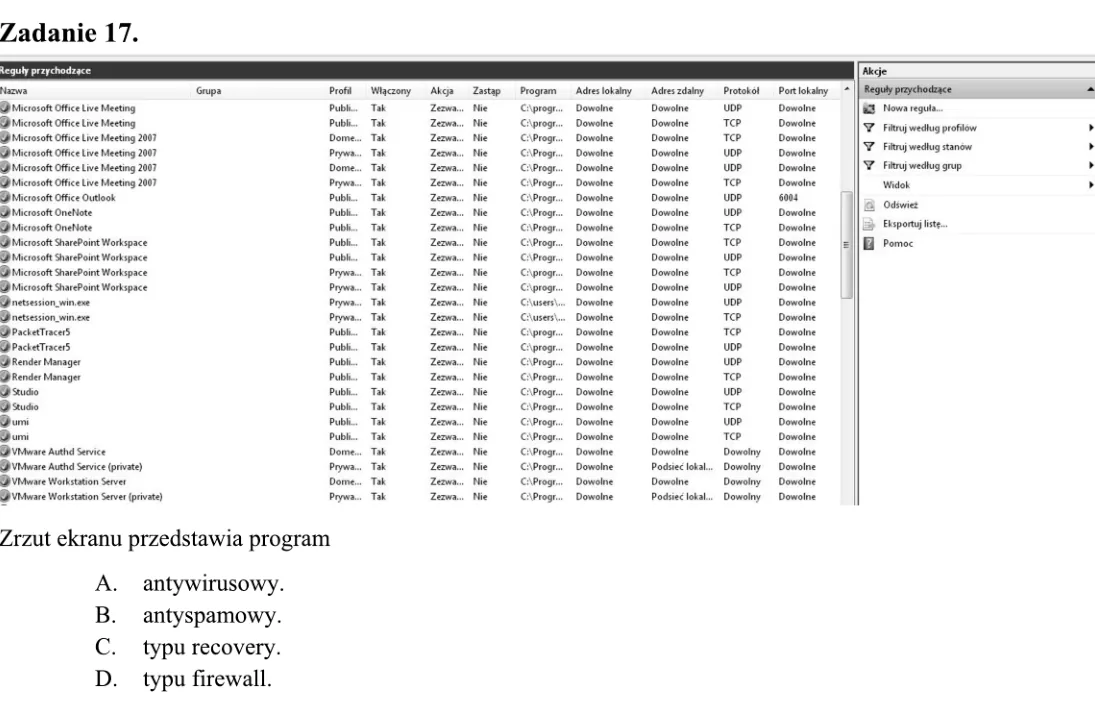 Zadanie 17.
Reguły przychodzące
Nazwa Grupa Profil Włączony Akcja Zastąp Program Adres lokalny Adres zdalny Protokół Port lokalny
Microsoft Office Live Meeting Publi... Tak Zezwa... Nie C:\progr... Dowolne Dowolne UDP Dowolne
Microsoft Office Live Meeting Publi... Tak Zezwa... Nie C:\progr... Dowolne Dowolne TCP Dowolne
Microsoft Office Live Meeting 2007 Dome... Tak Zezwa... Nie C:\Progr... Dowolne Dowolne TCP Dowolne
Microsoft Office Live Meeting 2007 Prywa... Tak Zezwa... Nie C:\Progr... Dowolne Dowolne UDP Dowolne
Microsoft Office Live Meeting 2007 Dome... Tak Zezwa... Nie C:\Progr... Dowolne Dowolne UDP Dowolne
Microsoft Office Live Meeting 2007 Prywa... Tak Zezwa... Nie C:\Progr... Dowolne Dowolne TCP Dowolne
Microsoft Office Outlook Publi... Tak Zezwa... Nie C:\Progr... Dowolne Dowolne UDP 6004
Microsoft OneNote Publi... Tak Zezwa... Nie C:\Progr... Dowolne Dowolne UDP Dowolne
Microsoft OneNote Publi... Tak Zezwa... Nie C:\Progr... Dowolne Dowolne TCP Dowolne
Microsoft SharePoint Workspace Publi... Tak Zezwa... Nie C:\Progr... Dowolne Dowolne TCP Dowolne
Microsoft SharePoint Workspace Publi... Tak Zezwa... Nie C:\Progr... Dowolne Dowolne UDP Dowolne
Microsoft SharePoint Workspace Prywa... Tak Zezwa... Nie C:\progr... Dowolne Dowolne TCP Dowolne
Microsoft SharePoint Workspace Prywa... Tak Zezwa... Nie C:\progr... Dowolne Dowolne UDP Dowolne
netsession_win.exe Prywa... Tak Zezwa... Nie C:\users\... Dowolne Dowolne UDP Dowolne
netsession_win.exe Prywa... Tak Zezwa... Nie C:\users\... Dowolne Dowolne TCP Dowolne
PacketTracer5 Publi... Tak Zezwa... Nie C:\progr... Dowolne Dowolne TCP Dowolne
PacketTracer5 Publi... Tak Zezwa... Nie C:\progr... Dowolne Dowolne UDP Dowolne
Render Manager Publi... Tak Zezwa... Nie C:\Progr... Dowolne Dowolne UDP Dowolne
Render Manager Publi... Tak Zezwa... Nie C:\Progr... Dowolne Dowolne TCP Dowolne
Studio Publi... Tak Zezwa... Nie C:\Progr... Dowolne Dowolne UDP Dowolne
Studio Publi... Tak Zezwa... Nie C:\Progr... Dowolne Dowolne TCP Dowolne
umi Publi... Tak Zezwa... Nie C:\Progr... Dowolne Dowolne UDP Dowolne
umi Publi... Tak Zezwa... Nie C:\Progr... Dowolne Dowolne TCP Dowolne
VMware Authd Service Dome... Tak Zezwa... Nie C:\Progr... Dowolne Dowolne Dowolny Dowolne
VMware Authd Service (private) Prywa... Tak Zezwa... Nie C:\Progr... Dowolne Podsieć lokal... Dowolny Dowolne
VMware Workstation Server Dome... Tak Zezwa... Nie C:\Progr... Dowolne Dowolne Dowolny Dowolne
VMware Workstation Server (private) Prywa... Tak Zezwa... Nie C:\Progr... Dowolne Podsieć lokal... Dowolny Dowolne
Akcje
Reguły przychodzące
Nowa reguła...
Filtruj według profilów
Filtruj według stanów
Filtruj według grup
Widok
Odśwież
Eksportuj listę...
Pomoc
Zrzut ekranu przedstawia program
A. antywirusowy.
B. antyspamowy.
C. typu recovery.
D. typu firewall.